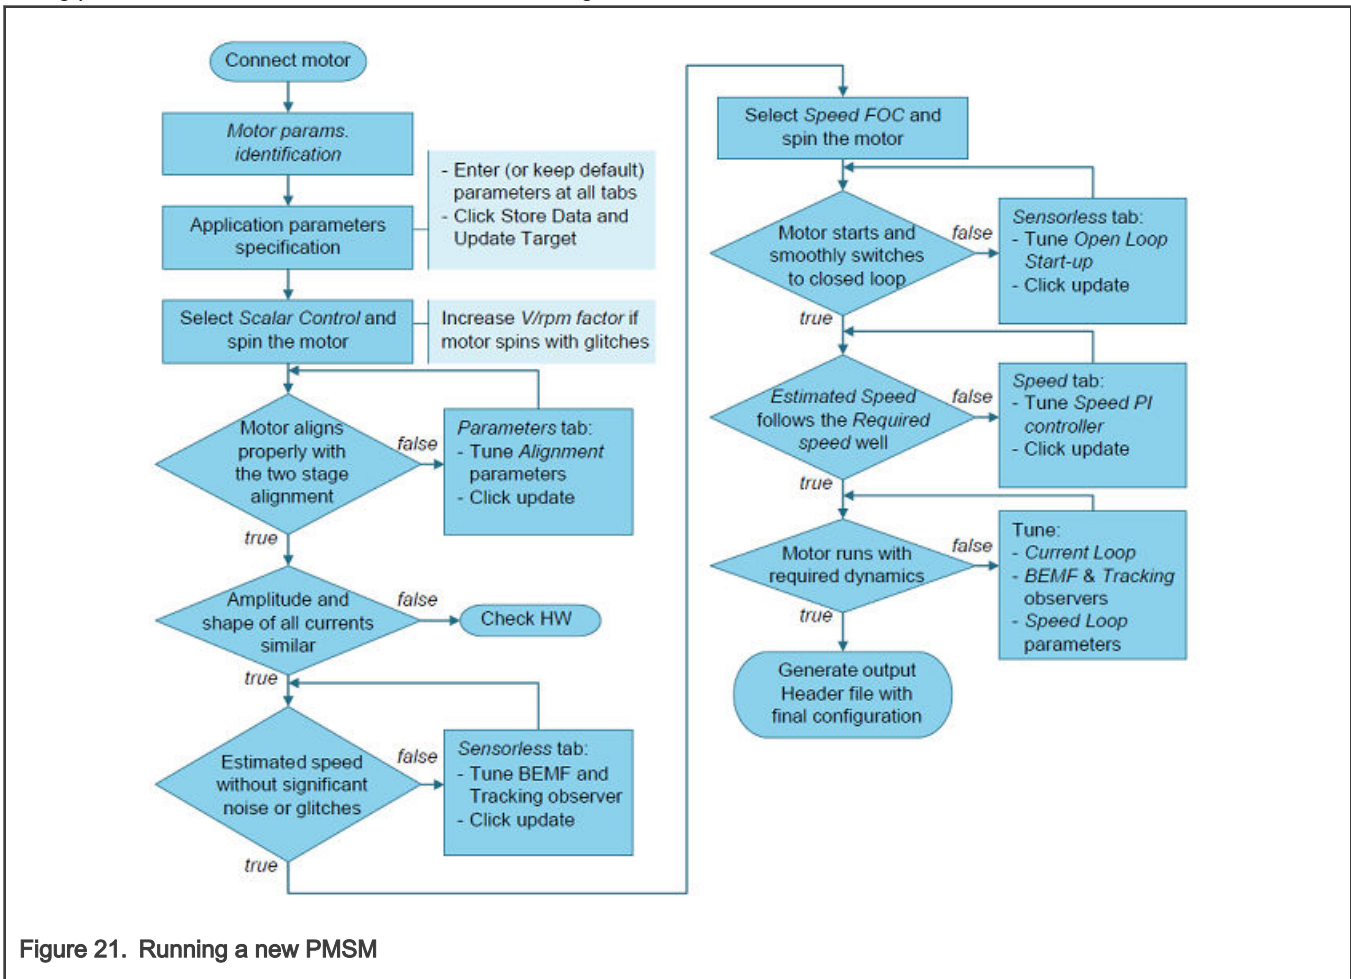 Connect motor
Motor params.
identification
- Enter (or keep default)
parameters at all tabs
- Click Store Data and
Update Target
Application parameters
specification
Select Scalar Control and
spin the motor
Increase V/rpm factor if
motor spins with glitches
Motor aligns
properly with
the two stage
alignment
false
Parameters tab:
- Tune Alignment
parameters
- Click update
true
Amplitude and
shape of all currents
similar
false
Check HW
true
Estimated speed
without significant
noise or glitches
false
Sensorless tab:
- Tune BEMF and
Tracking observer
- Click update
true
Select Speed FOC and
spin the motor
Motor starts and
smoothly switches
to closed loop
false
Sensorless tab:
- Tune Open Loop
Start-up
- Click update
true
Estimated Speed
follows the Required
speed well
false
Speed tab:
- Tune Speed PI
controller
- Click update
true
Motor runs with
required dynamics
false
Tune:
- Current Loop
- BEMF & Tracking
observers
- Speed Loop
parameters
true
Generate output
Header file with
final configuration
Figure 21. Running a new PMSM